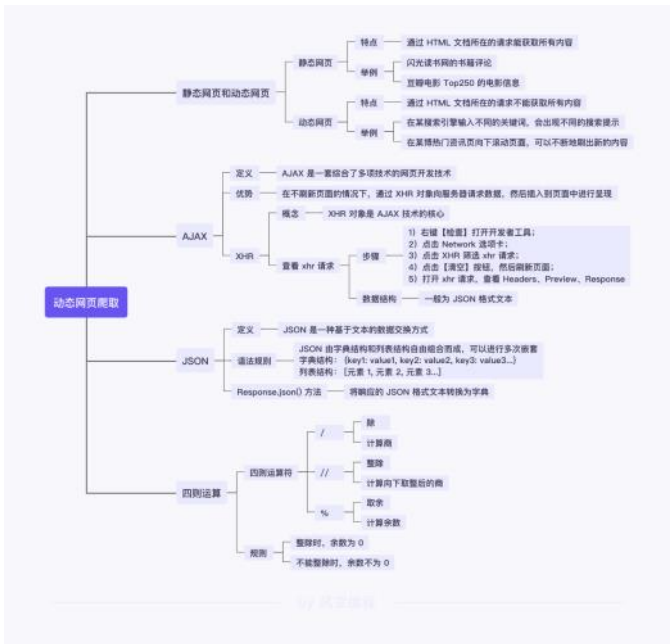 动态网页爬取
静态网页和动态网页
静态网页
特点
通过 HTML 文档所在的请求能获取所有内容
举例
闪光读书网的书籍评论
豆瓣电影 Top250 的电影信息
动态网页
特点
通过 HTML 文档所在的请求不能获取所有内容
举例
在某搜索引擎输入不同的关键词，会出现不同的搜索提示
在某博热门资讯页向下滚动页面，可以不断地刷出新的内容
AJAX
定义
AJAX 是一套综合了多项技术的网页开发技术
优势
在不刷新页面的情况下，通过 XHR 对象向服务器请求数据，然后插入到页面中进行呈现
XHR
概念
XHR 对象是 AJAX 技术的核心
查看 xhr 请求
步骤
1）右键【检查】打开开发者工具；
2）点击 Network 选项卡；
3）点击 XHR 筛选 xhr 请求；
4）点击【清空】按钮，然后刷新页面；
5）打开 xhr 请求，查看 Headers、Preview、Response
数据结构
一般为 JSON 格式文本
JSON
定义
JSON 是一种基于文本的数据交换方式
语法规则
JSON 由字典结构和列表结构自由组合而成，可以进行多次嵌套
字典结构：{key1: value1, key2: value2, key3: value3...}
列表结构：[元素 1, 元素 2, 元素 3...]
Response.json() 方法
将响应的 JSON 格式文本转换为字典
四则运算
四则运算符
/
除
计算商
//
整除
计算向下取整后的商
%
取余
计算余数
规则
整除时，余数为 0
不能整除时，余数不为 0